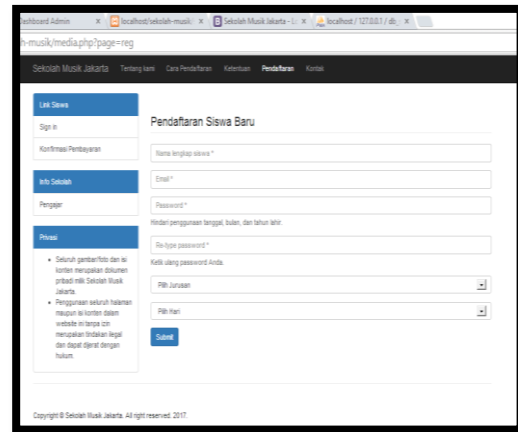 Dashboard Admin
localhost/sekolah-musik/
Sekolah Musik Jakarta - Lo
localhost / 127.0.0.1 / db_s
h-musik/media.php?page=reg
Sekolah Musik Jakarta Tentang kami Cara Pendaftaran Ketentuan Pendaftaran Kontak
Link Siswa
Sign in
Konfirmasi Pembayaran
Info Sekolah
Pengajar
Privasi
Seluruh gambar/foto dan isi
konten merupakan dokumen
pribadi milik Sekolah Musik
Jakarta.
Penggunaan seluruh halaman
maupun isi konten dalam
website ini tanpa izin
merupakan tindakan ilegal
dan dapat dijerat dengan
hukum.
Pendaftaran Siswa Baru
Nama lengkap siswa *
Email *
Password *
Hindari penggunaan tanggal, bulan, dan tahun lahir.
Re-type password *
Ketik ulang password Anda.
Pilih Jurusan
Pilih Hari
Submit
Copyright © Sekolah Musik Jakarta. All right reserved. 2017.